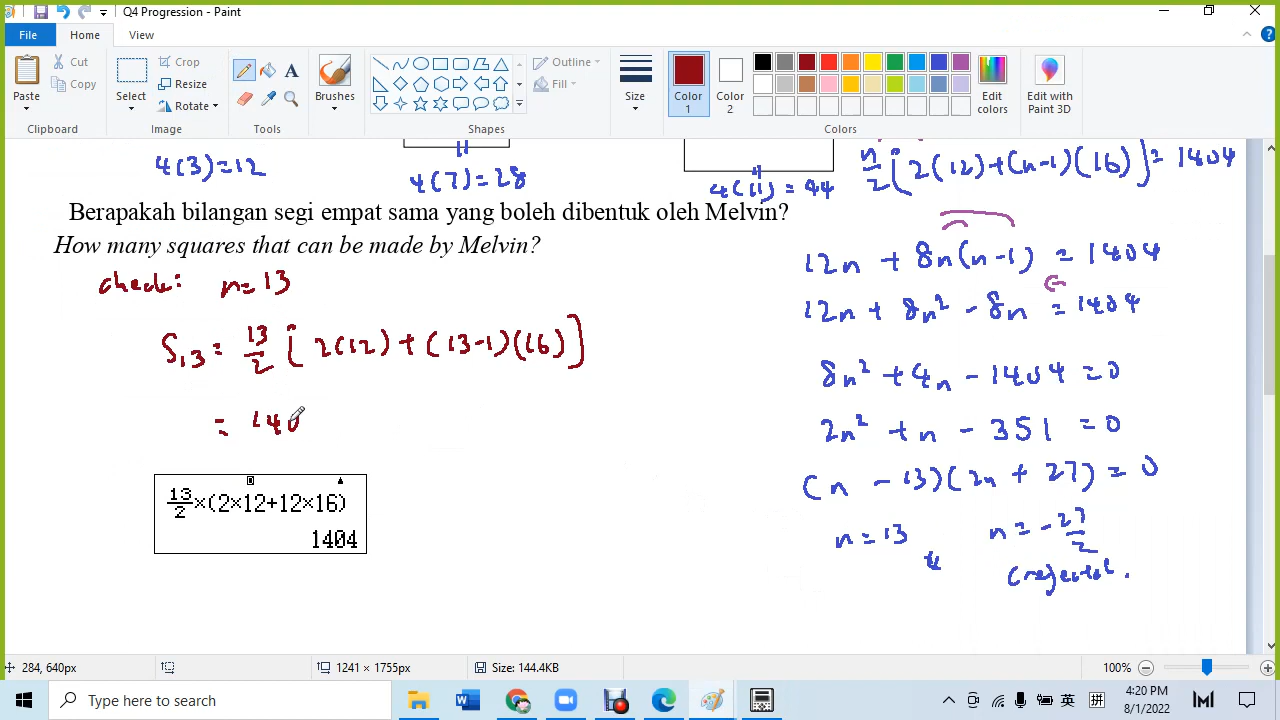 Q4 Progression - Paint
File Home View
Paste
Cut
Copy
Clipboard
Select
Crop
Resize
Rotate
Image
A
Tools
Brushes
Outline
Fill
Shapes
Size
Color 1
Color 2
Edit colors
Edit with Paint 3D
Colors
4(3)=12
4(7)=28
4(11)=44
n/2[2(12)+(n-1)(16)]=1404
Berapakah bilangan segi empat sama yang boleh dibentuk oleh Melvin?
How many squares that can be made by Melvin?
check: n=13
S13 = 13/2 [2(12)+(13-1)(16)]
= 140
13/2×(2×12+12×16)
1404
12n + 8n(n-1) = 1404
12n + 8n² - 8n = 1404
8n² + 4n - 1404 = 0
2n² + n - 351 = 0
(n - 13)(2n + 27) = 0
n = 13 n = -27/2
(rejected.
284, 640px
1241 × 1755px
Size: 144.4KB
100%
Type here to search
英
拼
4:20 PM
8/1/2022